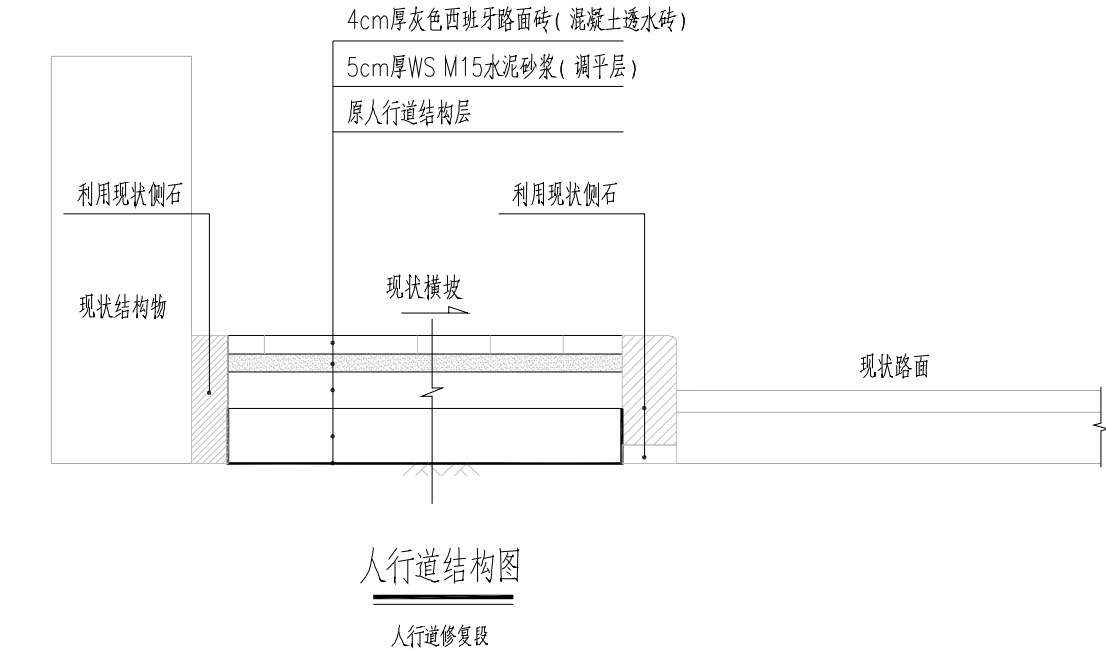 4cm厚灰色西班牙路面砖(混凝土透水砖)
5cm厚WS M15水泥砂浆(调平层)
原人行道结构层
利用现状侧石
利用现状侧石
现状横坡
现状结构物
现状路面
人行道结构图
人行道修复段